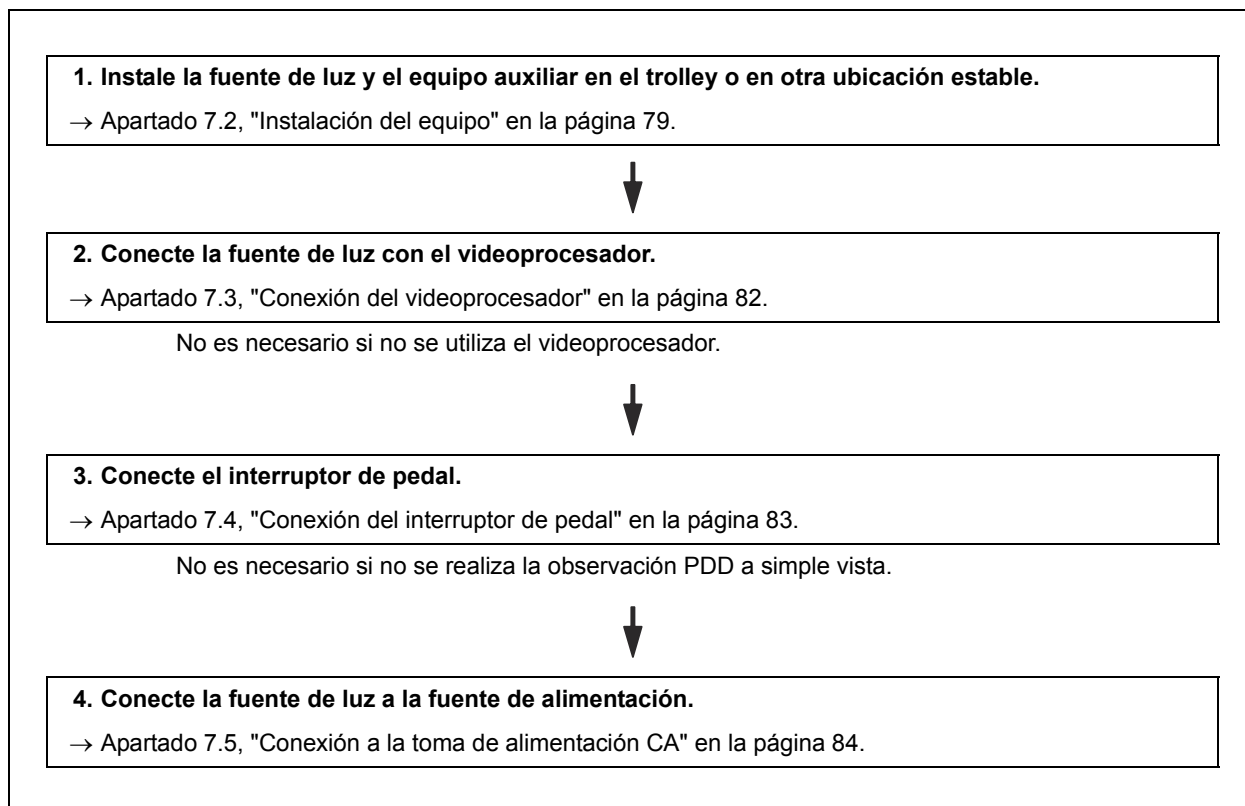 1. Instale la fuente de luz y el equipo auxiliar en el trolley o en otra ubicación estable.
→ Apartado 7.2, "Instalación del equipo" en la página 79.
2. Conecte la fuente de luz con el videoprocesador.
→ Apartado 7.3, "Conexión del videoprocesador" en la página 82.
No es necesario si no se utiliza el videoprocesador.
3. Conecte el interruptor de pedal.
→ Apartado 7.4, "Conexión del interruptor de pedal" en la página 83.
No es necesario si no se realiza la observación PDD a simple vista.
4. Conecte la fuente de luz a la fuente de alimentación.
→ Apartado 7.5, "Conexión a la toma de alimentación CA" en la página 84.